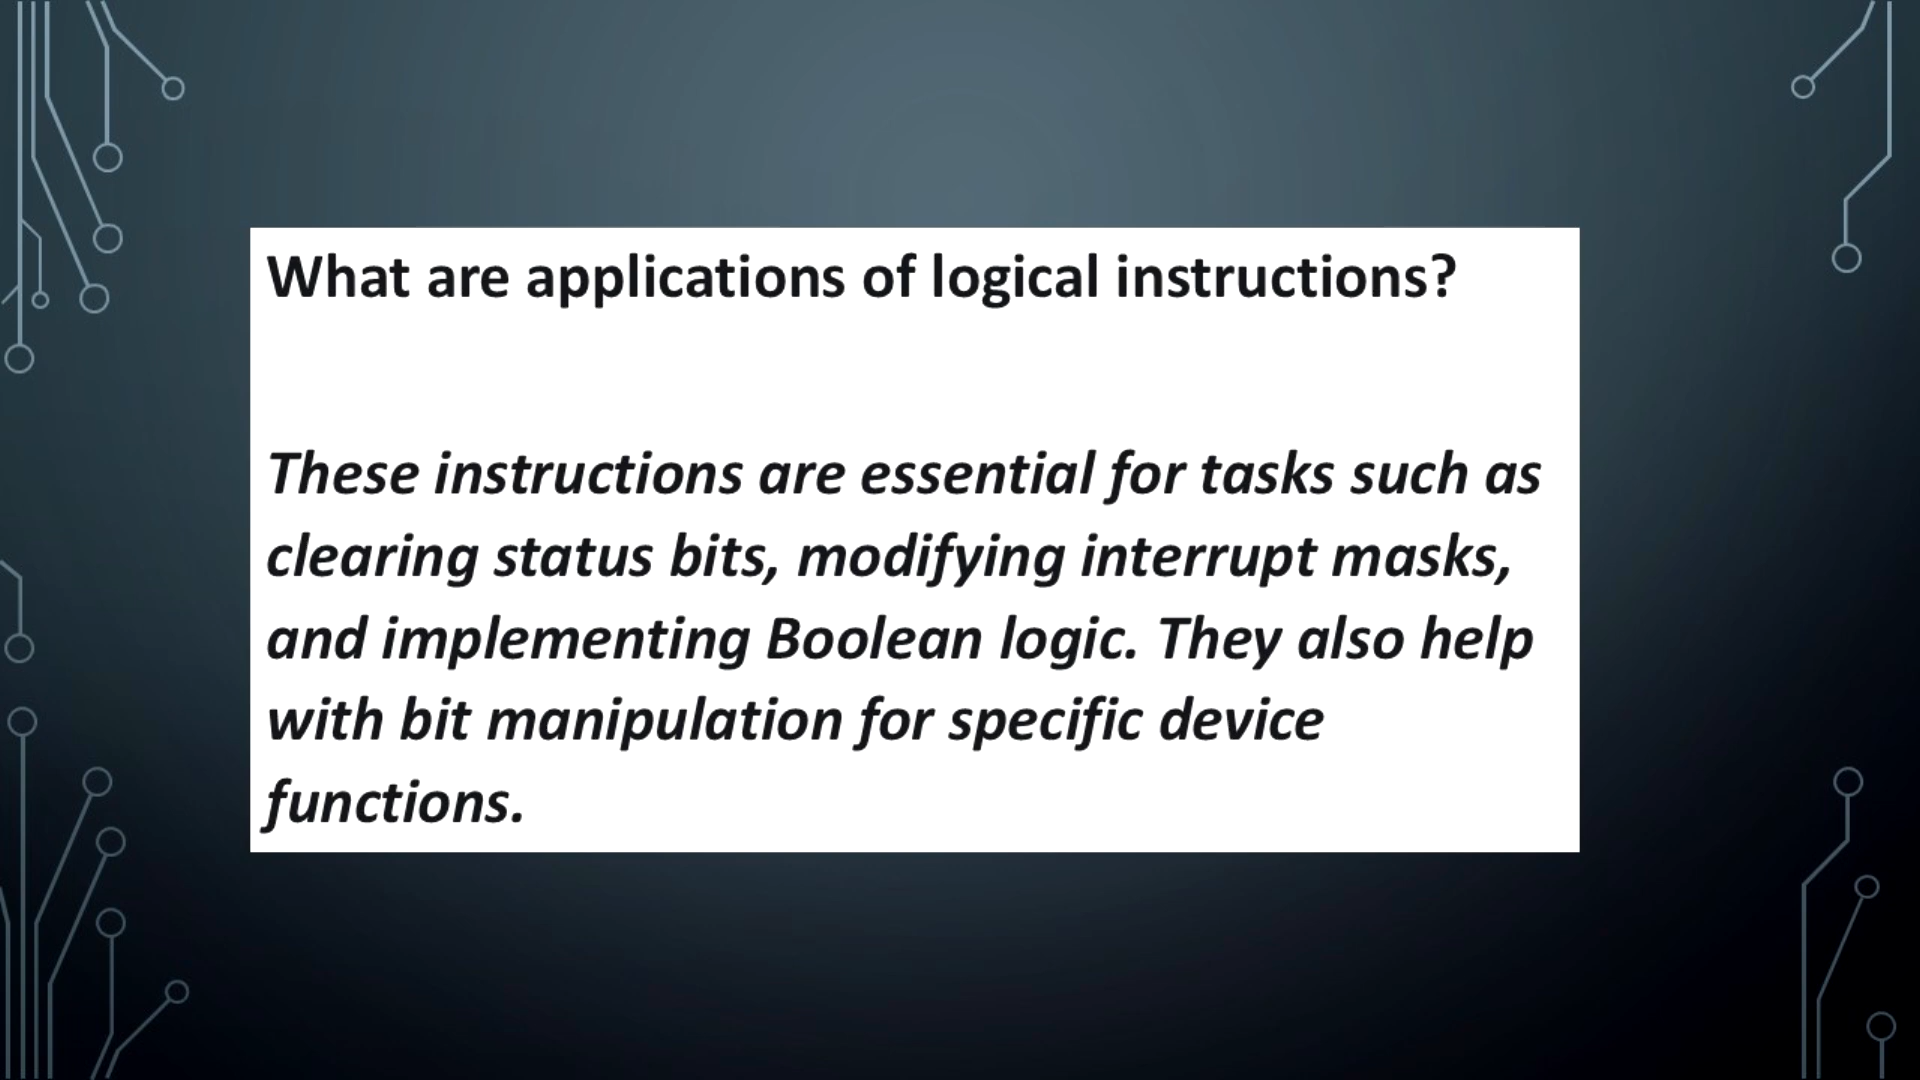 What are applications of logical instructions?
These instructions are essential for tasks such as
clearing status bits, modifying interrupt masks,
and implementing Boolean logic. They also help
with bit manipulation for specific device
functions.